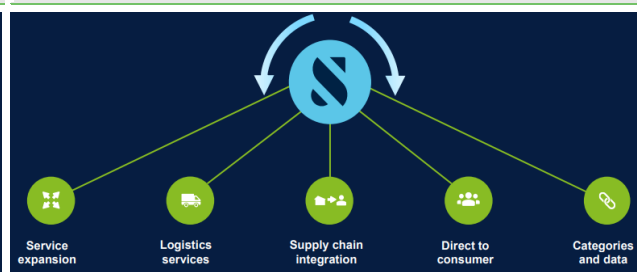 Service
expansion
Logistics
services
Supply chain
integration
Direct to
consumer
Categories
and data